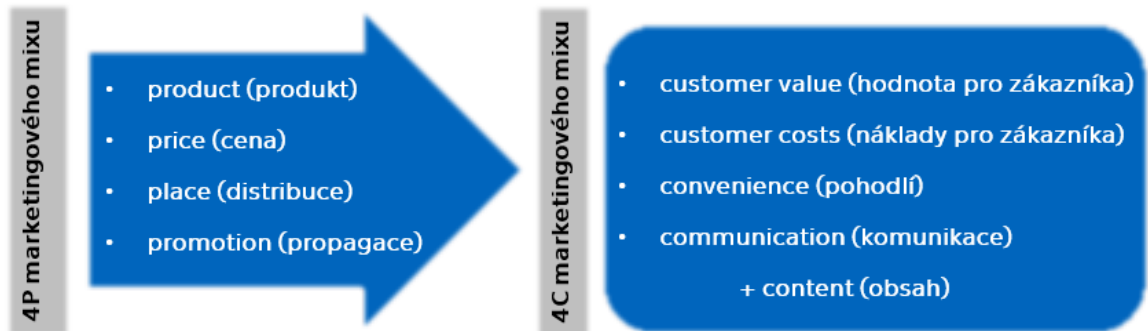 4P marketingového mixu
• product (produkt)
• price (cena)
• place (distribuce)
• promotion (propagace)
4C marketingového mixu
• customer value (hodnota pro zákazníka)
• customer costs (náklady pro zákazníka)
• convenience (pohodlí)
• communication (komunikace)
+ content (obsah)